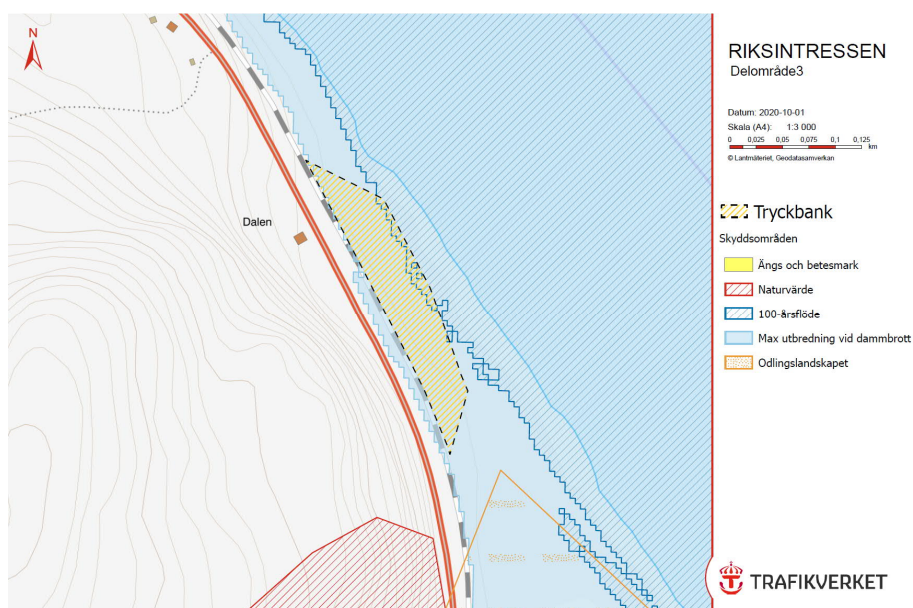 N
Dalen
RIKSINTRESSEN
Delområde3
Datum: 2020-10-01
Skala (A4): 1:3 000
0 0,025 0,05 0,075 0,1 0,125
km
© Lantmäteriet, Geodatasamverkan
Tryckbank
Skyddsområden
Ängs och betesmark
Naturvärde
100-årsflöde
Max utbredning vid dammbrott
Odlingslandskapet
TRAFIKVERKET